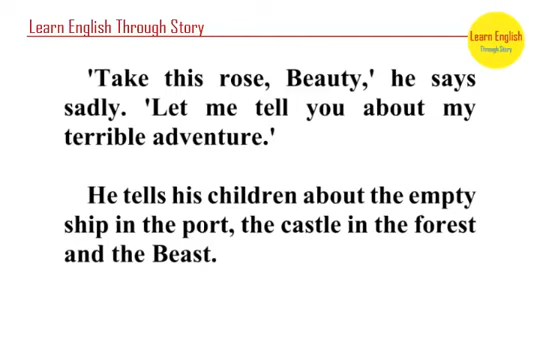 Learn English Through Story
Learn English
Through Story
'Take this rose, Beauty,' he says
sadly. 'Let me tell you about my
terrible adventure.'
He tells his children about the empty
ship in the port, the castle in the forest
and the Beast.